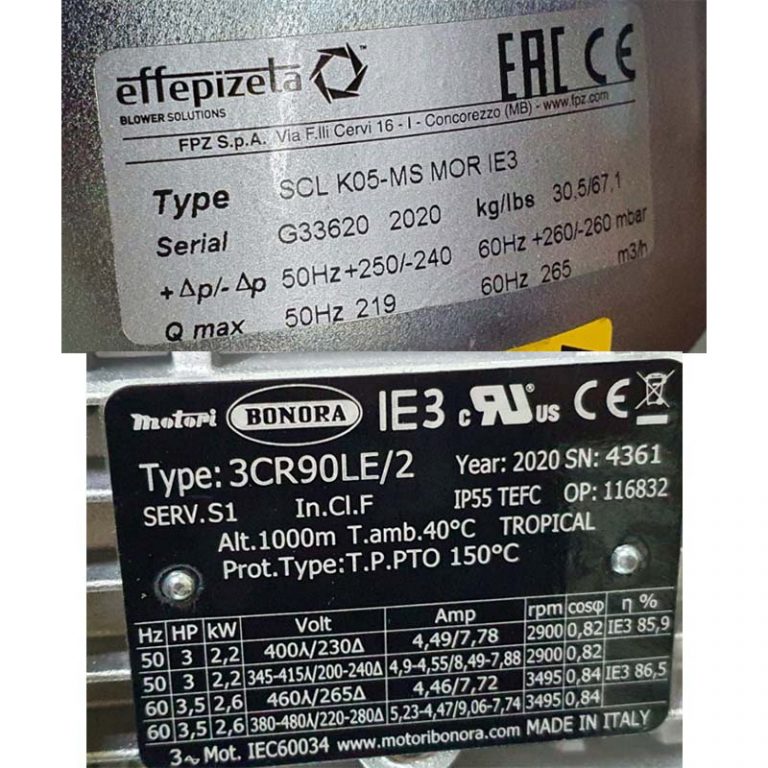 effepizeta™
BLOWER SOLUTIONS
EAC CE
FPZ S.p.A. Via F.lli Cervi 16 - I - Concorezzo (MB) - www.fpz.com
Type SCL K05-MS MOR IE3
Serial G33620 2020 kg/lbs 30,5/67,1
+Δp/-Δp 50Hz+250/-240 60Hz +260/-260 mbar
Q max 50Hz 219 60Hz 265 m3/h
motori BONORA IE3 c RU® us CE
Type: 3CR90LE/2 Year: 2020 SN: 4361
SERV.S1 In.Cl.F IP55 TEFC OP: 116832
Alt.1000m T.amb.40°C TROPICAL
Prot.Type:T.P.PTO 150°C
Hz HP kW Volt Amp rpm cosφ η %
50 3 2,2 400⅄/230Δ 4,49/7,78 2900 0,82 IE3 85,9
50 3 2,2 345-415⅄/200-240Δ 4,9-4,55/8,49-7,88 2900 0,82
60 3,5 2,6 460⅄/265Δ 4,46/7,72 3495 0,84 IE3 86,5
60 3,5 2,6 380-480⅄/220-280Δ 5,23-4,47/9,06-7,74 3495 0,84
3~ Mot. IEC60034 www.motoribonora.com MADE IN ITALY